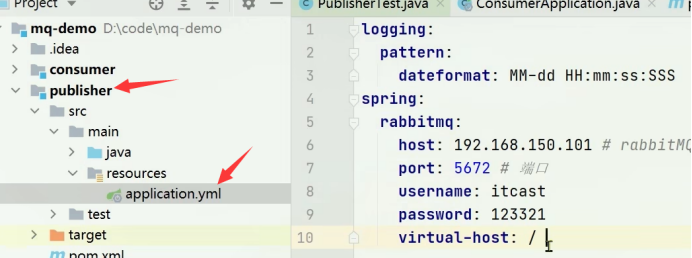 Project
mq-demo D:\code\mq-demo
.idea
consumer
publisher
src
main
java
resources
application.yml
test
target
pom.xml
PublisherTest.java
ConsumerApplication.java
1 logging:
2 pattern:
3 dateformat: MM-dd HH:mm:ss:SSS
4 spring:
5 rabbitmq:
6 host: 192.168.150.101 # rabbitMQ
7 port: 5672 # 端口
8 username: itcast
9 password: 123321
10 virtual-host: /